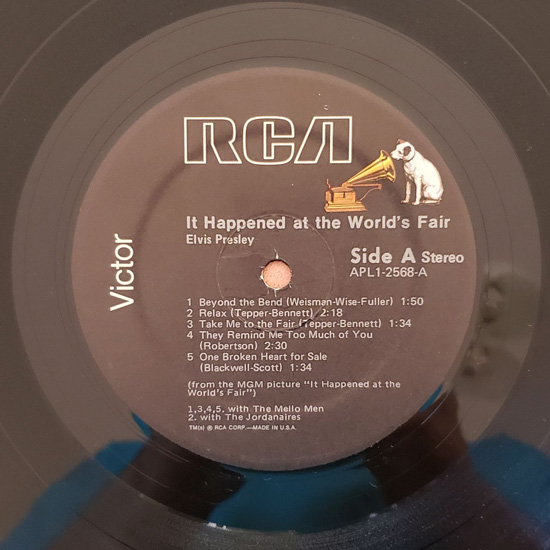 RCA
Victor
It Happened at the World's Fair
Elvis Presley
Side A Stereo
APL1-2568-A
1 Beyond the Bend (Weisman-Wise-Fuller) 1:50
2 Relax (Tepper-Bennett) 2:18
3 Take Me to the Fair (Tepper-Bennett) 1:34
4 They Remind Me Too Much of You
(Robertson) 2:30
5 One Broken Heart for Sale
(Blackwell-Scott) 1:34
(from the MGM picture "It Happened at the
World's Fair")
1,3,4,5. with The Mello Men
2. with The Jordanaires
TM(s) ® RCA CORP.—MADE IN U.S.A.